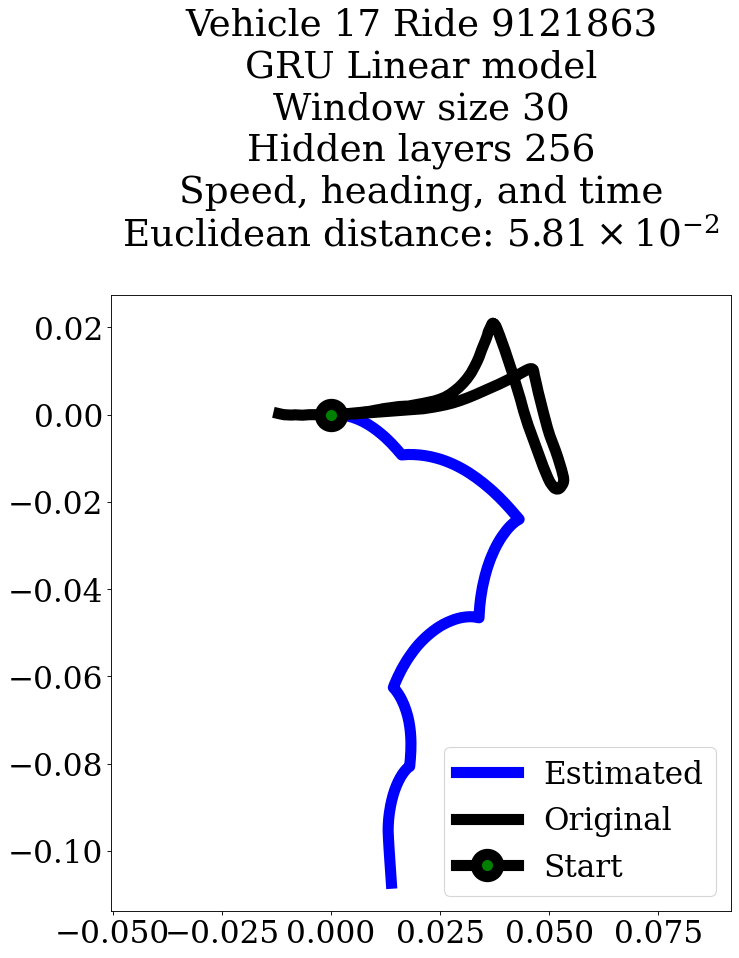 Vehicle 17 Ride 9121863
GRU Linear model
Window size 30
Hidden layers 256
Speed, heading, and time
Euclidean distance: 5.81 × 10⁻²
0.02
0.00
−0.02
−0.04
−0.06
−0.08
−0.10
Estimated
Original
Start
−0.050 −0.025 0.000 0.025 0.050 0.075